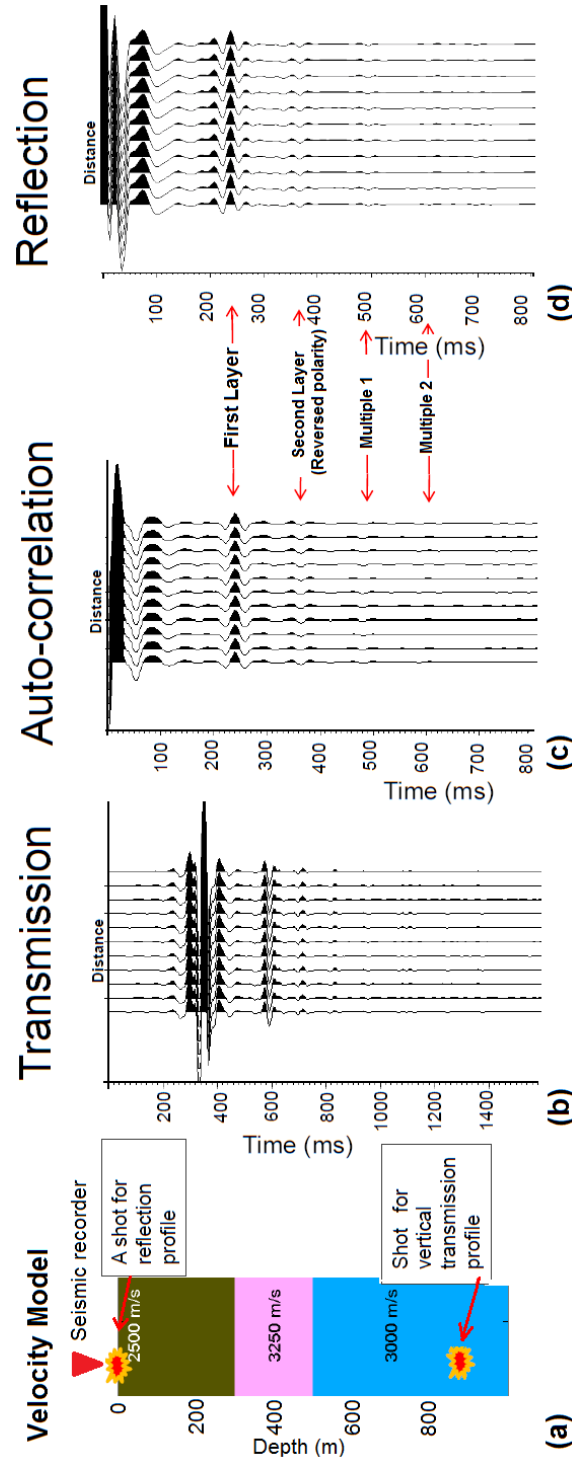 Velocity Model
Seismic recorder
A shot for
reflection
profile
2500 m/s
3250 m/s
3000 m/s
Shot for
vertical
transmission
profile
0
200
400
600
800
Depth (m)
(a)
Transmission
Distance
200
400
600
800
1000
1200
1400
Time (ms)
(b)
Auto-correlation
Distance
100
200
300
400
500
600
700
800
Time (ms)
(c)
First Layer
Second Layer
(Reversed polarity)
Multiple 1
Multiple 2
Reflection
Distance
100
200
300
400
500
600
700
800
Time (ms)
(d)